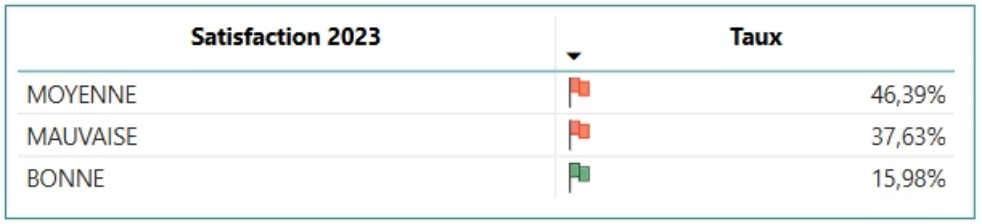 Satisfaction 2023 Taux
MOYENNE 46,39%
MAUVAISE 37,63%
BONNE 15,98%